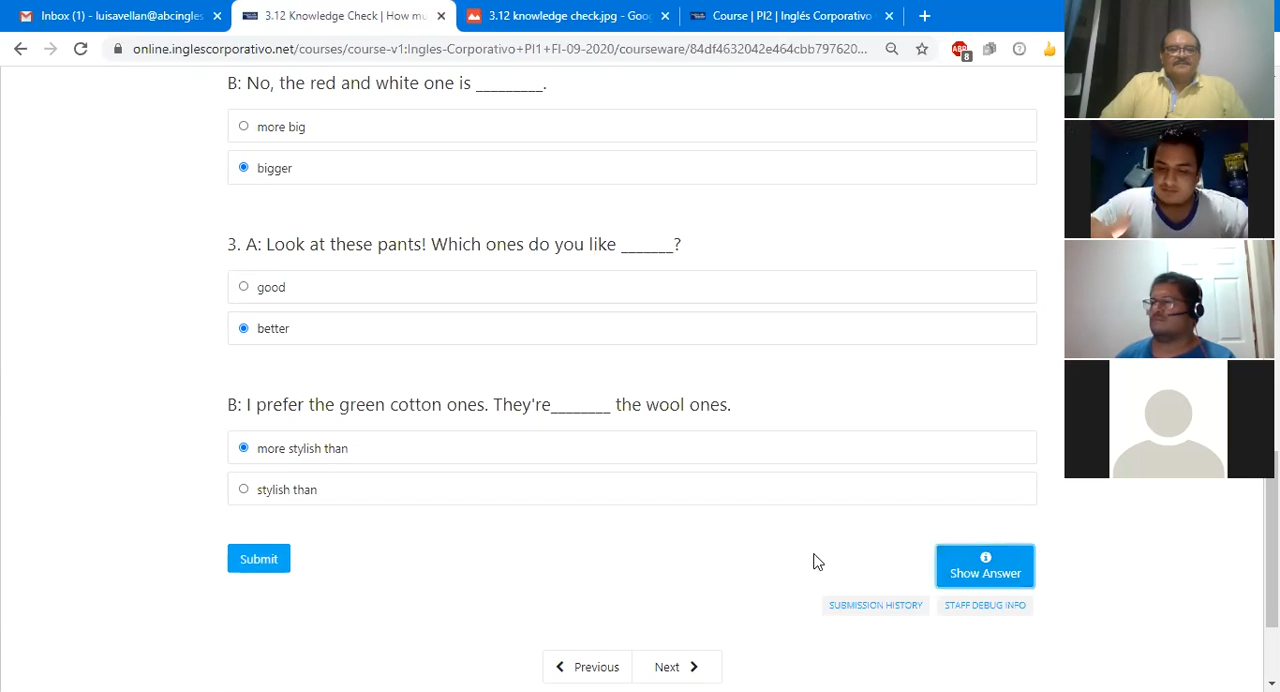 Inbox (1) - luisavellan@abcingles
3.12 Knowledge Check | How mu
3.12 knowledge check.jpg - Goo
Course | PI2 | Inglés Corporativo
online.inglescorporativo.net/courses/course-v1:Ingles-Corporativo+PI1+FI-09-2020/courseware/84df4632042e464cbb797620...
ABP
8
B: No, the red and white one is _________.
more big
bigger
3. A: Look at these pants! Which ones do you like ______?
good
better
B: I prefer the green cotton ones. They're_______ the wool ones.
more stylish than
stylish than
Submit
Show Answer
SUBMISSION HISTORY
STAFF DEBUG INFO
Previous
Next